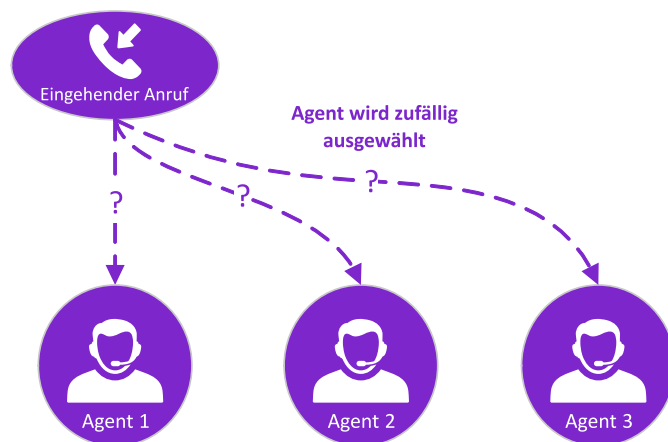 Eingehender Anruf
Agent wird zufällig
ausgewählt
?
?
?
Agent 1
Agent 2
Agent 3